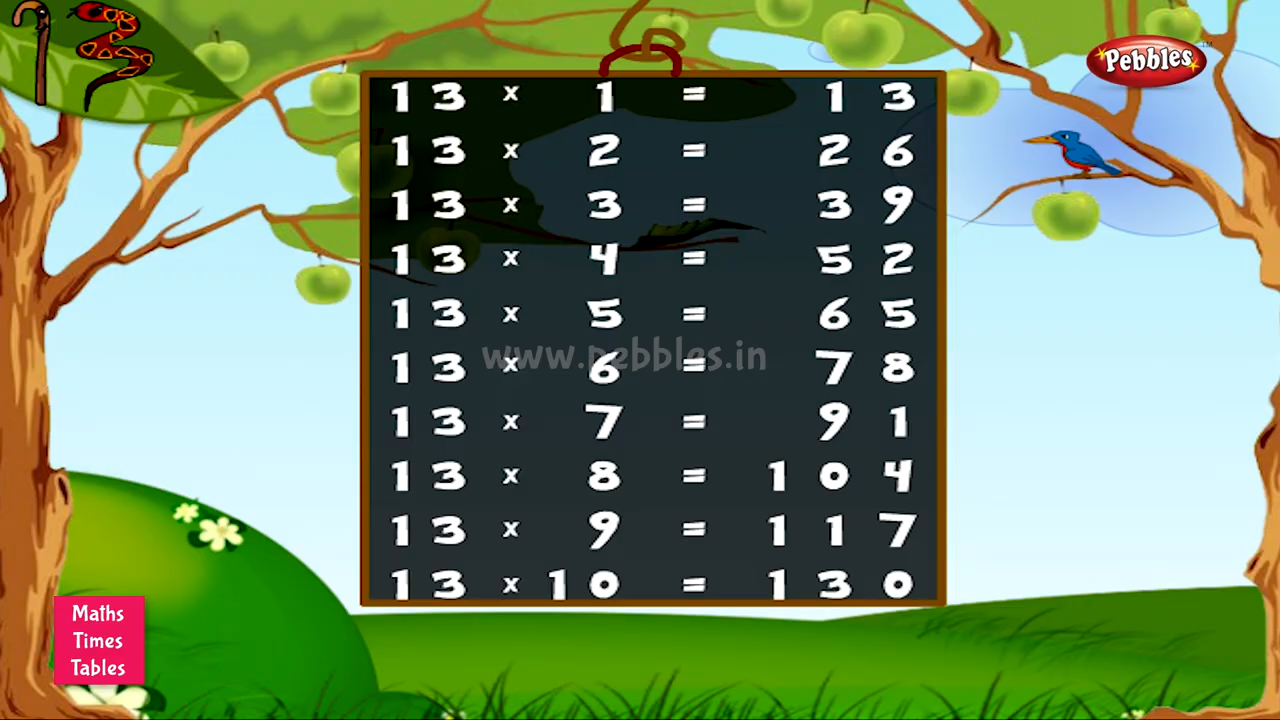 Pebbles™
13 x 1 = 13
13 x 2 = 26
13 x 3 = 39
13 x 4 = 52
13 x 5 = 65
www.pebbles.in
13 x 6 = 78
13 x 7 = 91
13 x 8 = 104
13 x 9 = 117
13 x 10 = 130
Maths
Times
Tables